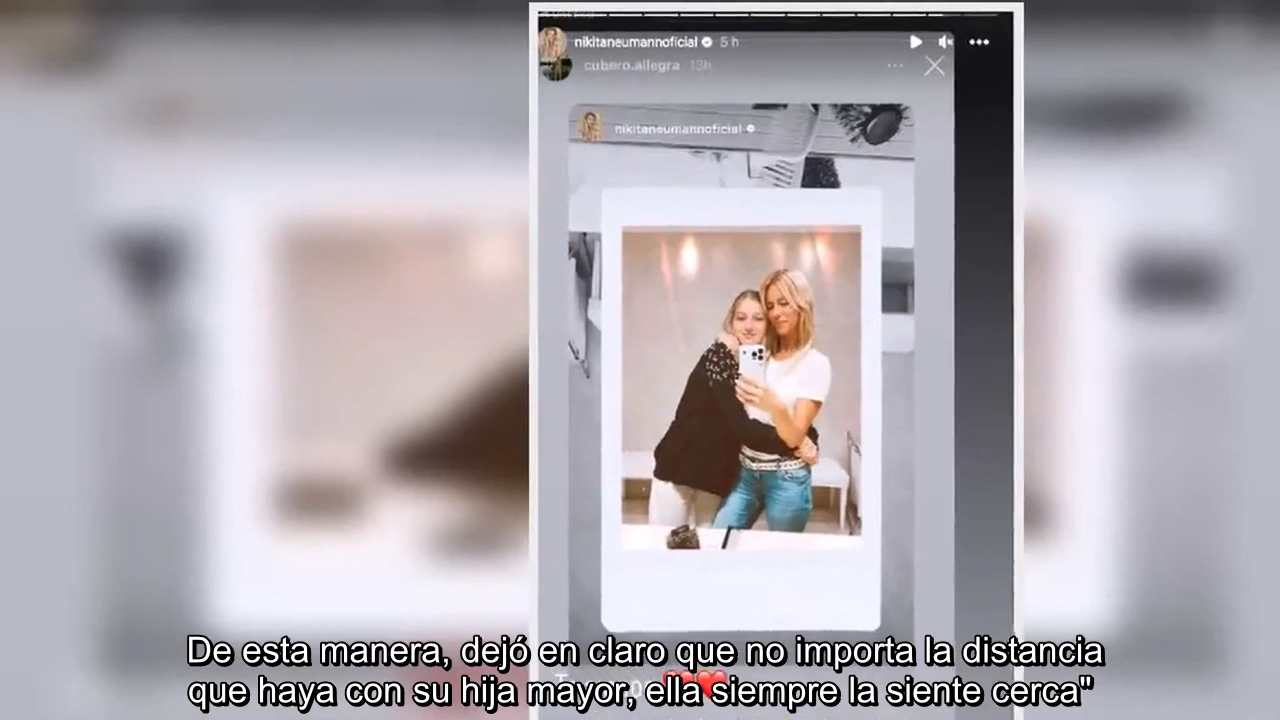 nikitaneumannoficial 5 h
cubero.allegra 13h
nikitaneumannoficial
De esta manera, dejó en claro que no importa la distancia
que haya con su hija mayor, ella siempre la siente cerca"